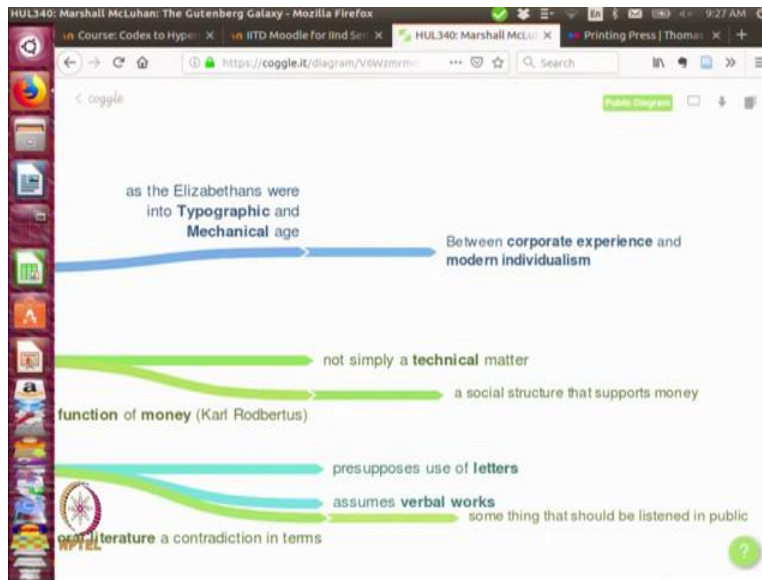 HUL340: Marshall McLuhan: The Gutenberg Galaxy - Mozilla Firefox
En
9:27 AM
Course: Codex to Hyper
IITD Moodle for IInd Sem
HUL340: Marshall McLu
Printing Press | Thomas
https://coggle.it/diagram/V6Wzmrm
Search
coggle
Public Diagram
as the Elizabethans were
into Typographic and
Mechanical age
Between corporate experience and
modern individualism
not simply a technical matter
a social structure that supports money
function of money (Karl Rodbertus)
presupposes use of letters
assumes verbal works
some thing that should be listened in public
oral literature a contradiction in terms
NPTEL
?